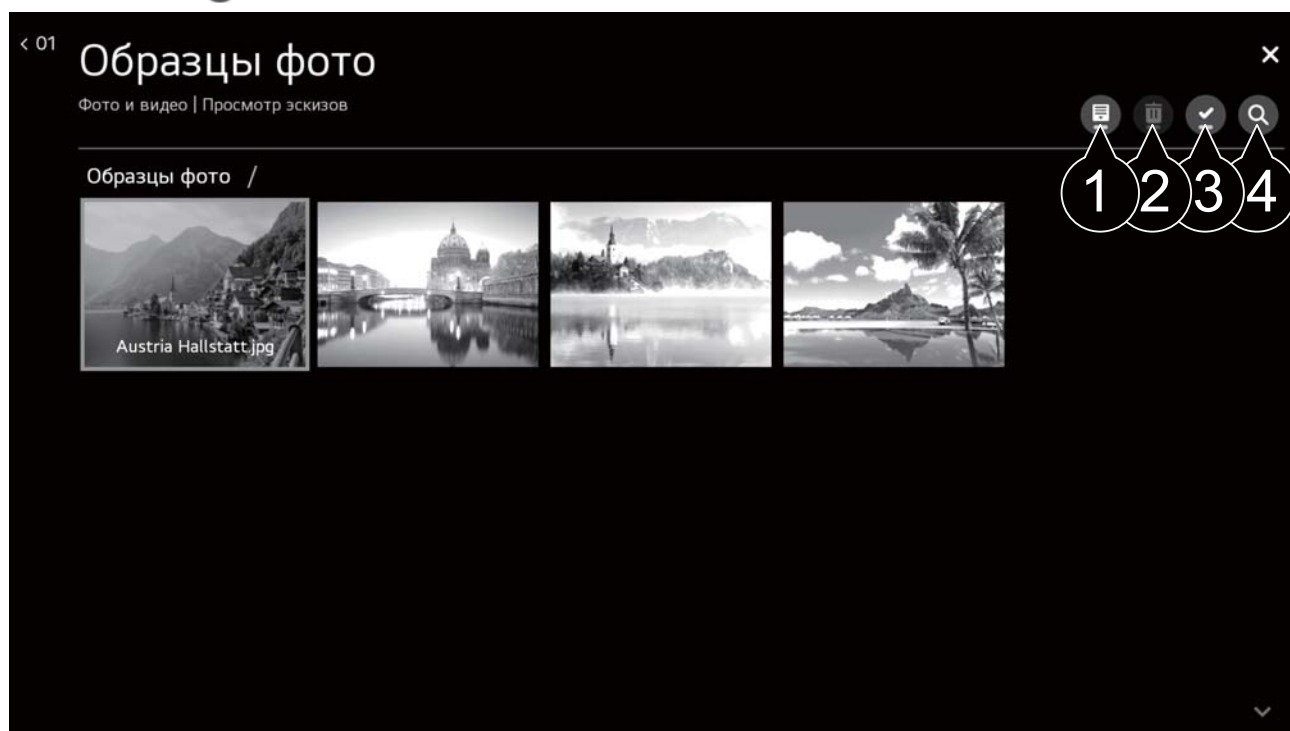 < 01
Образцы фото
Фото и видео | Просмотр эскизов
1 2 3 4
Образцы фото /
Austria Hallstatt.jpg